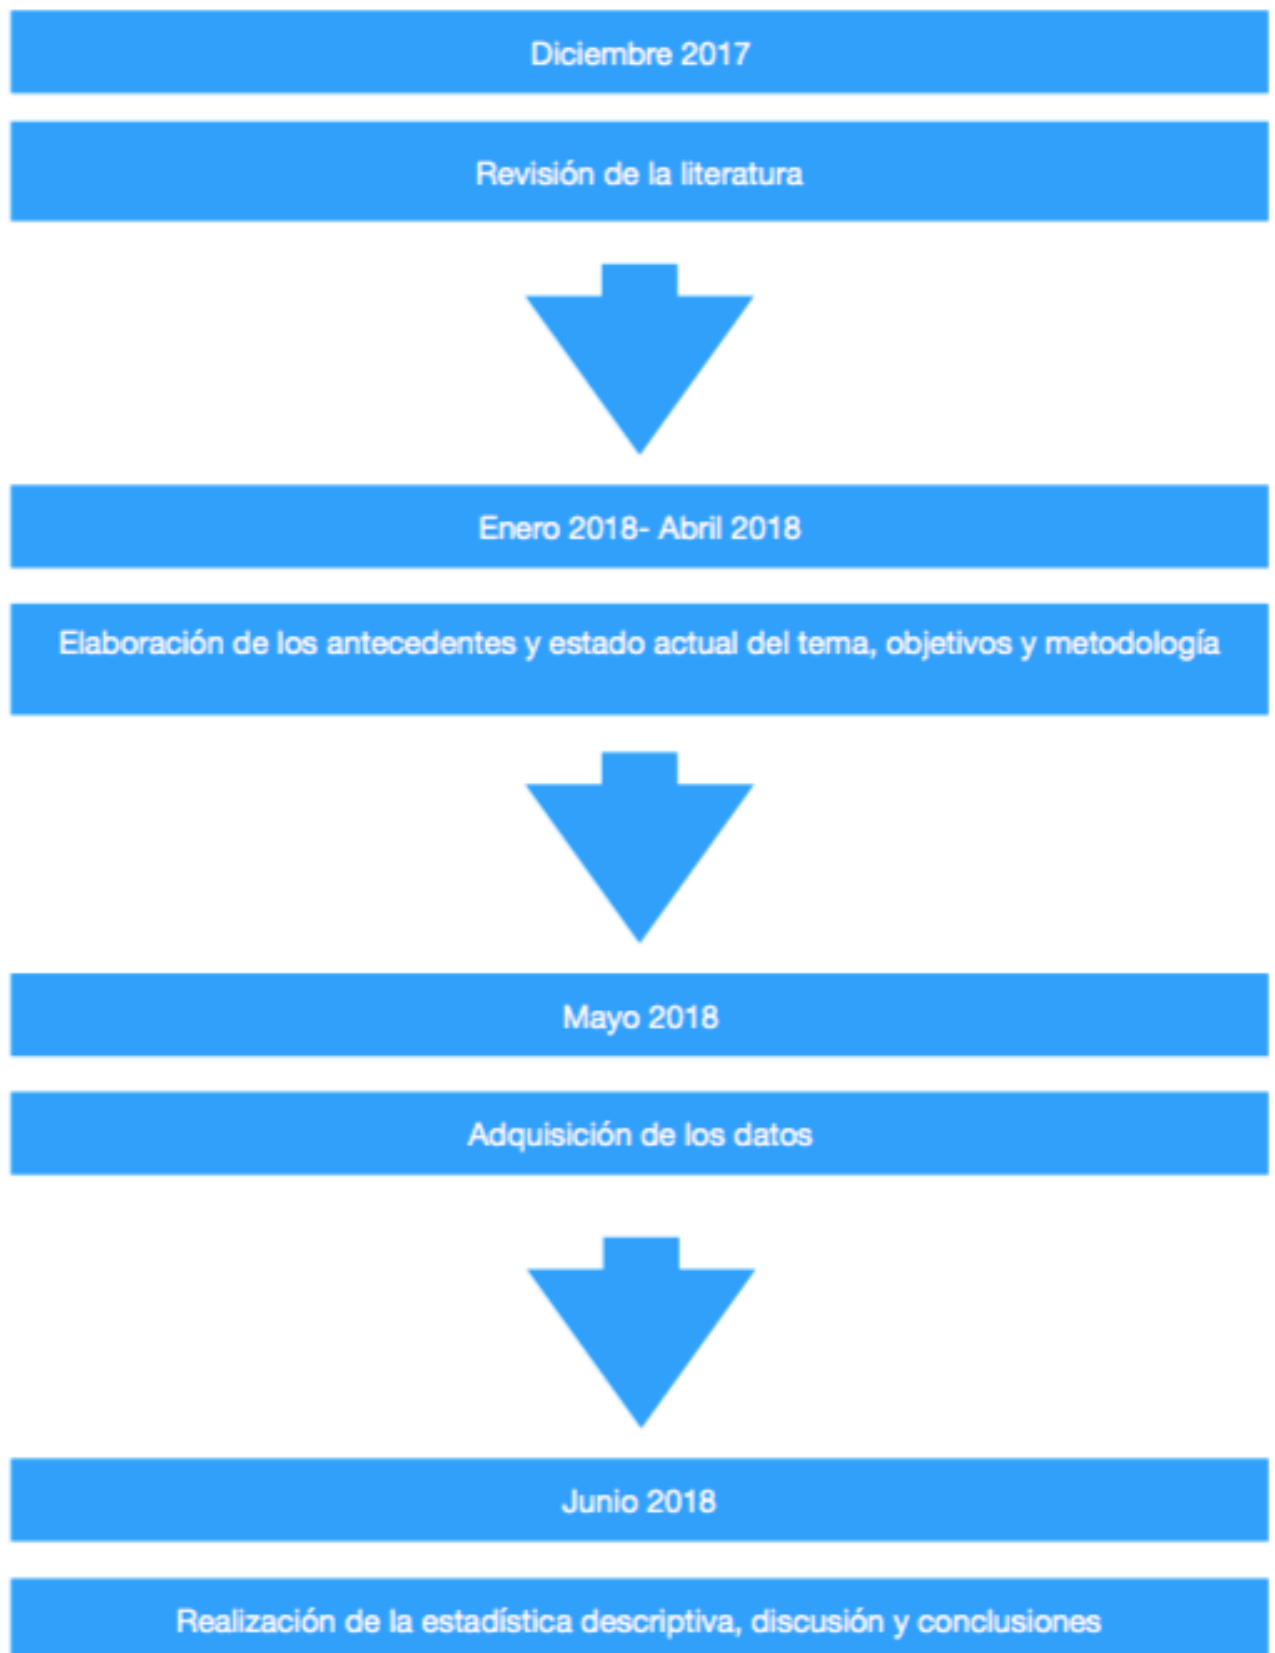 Diciembre 2017
Revisión de la literatura
Enero 2018- Abril 2018
Elaboración de los antecedentes y estado actual del tema, objetivos y metodología
Mayo 2018
Adquisición de los datos
Junio 2018
Realización de la estadística descriptiva, discusión y conclusiones